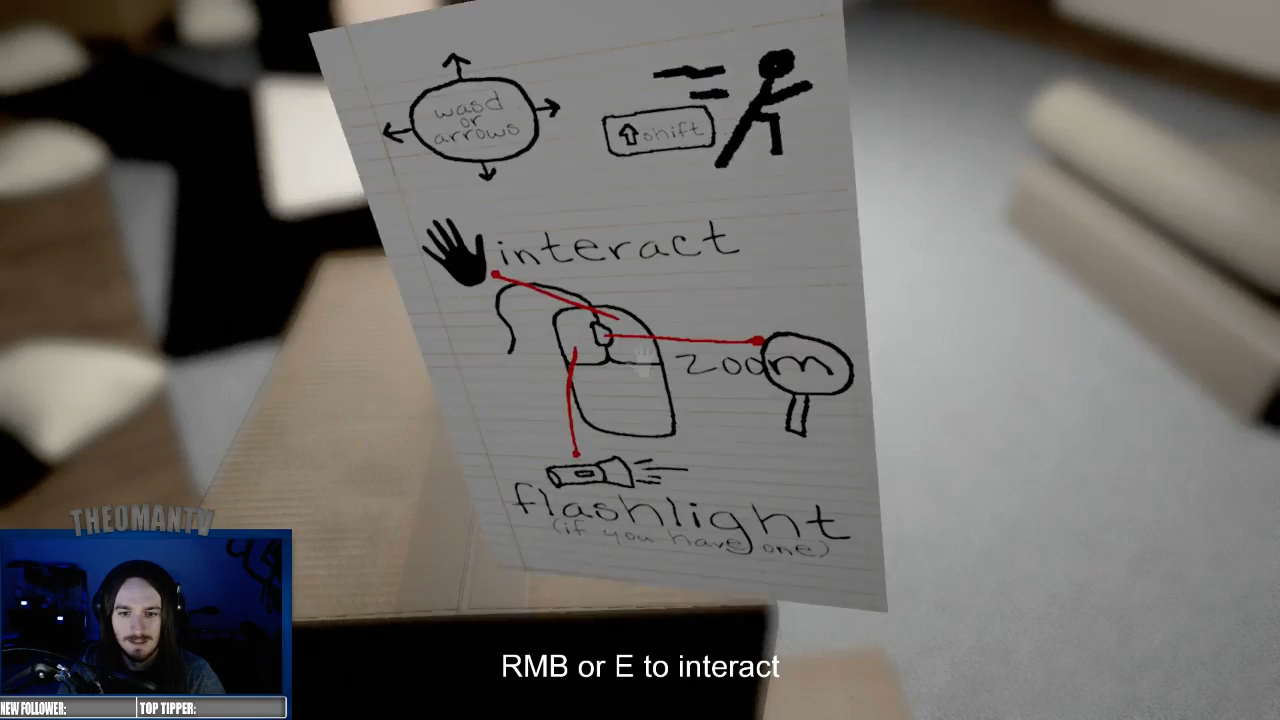 wasd
or
arrows
shift
interact
zoom
flashlight
(if you have one)
THEOMANTV
RMB or E to interact
NEW FOLLOWER:
TOP TIPPER: